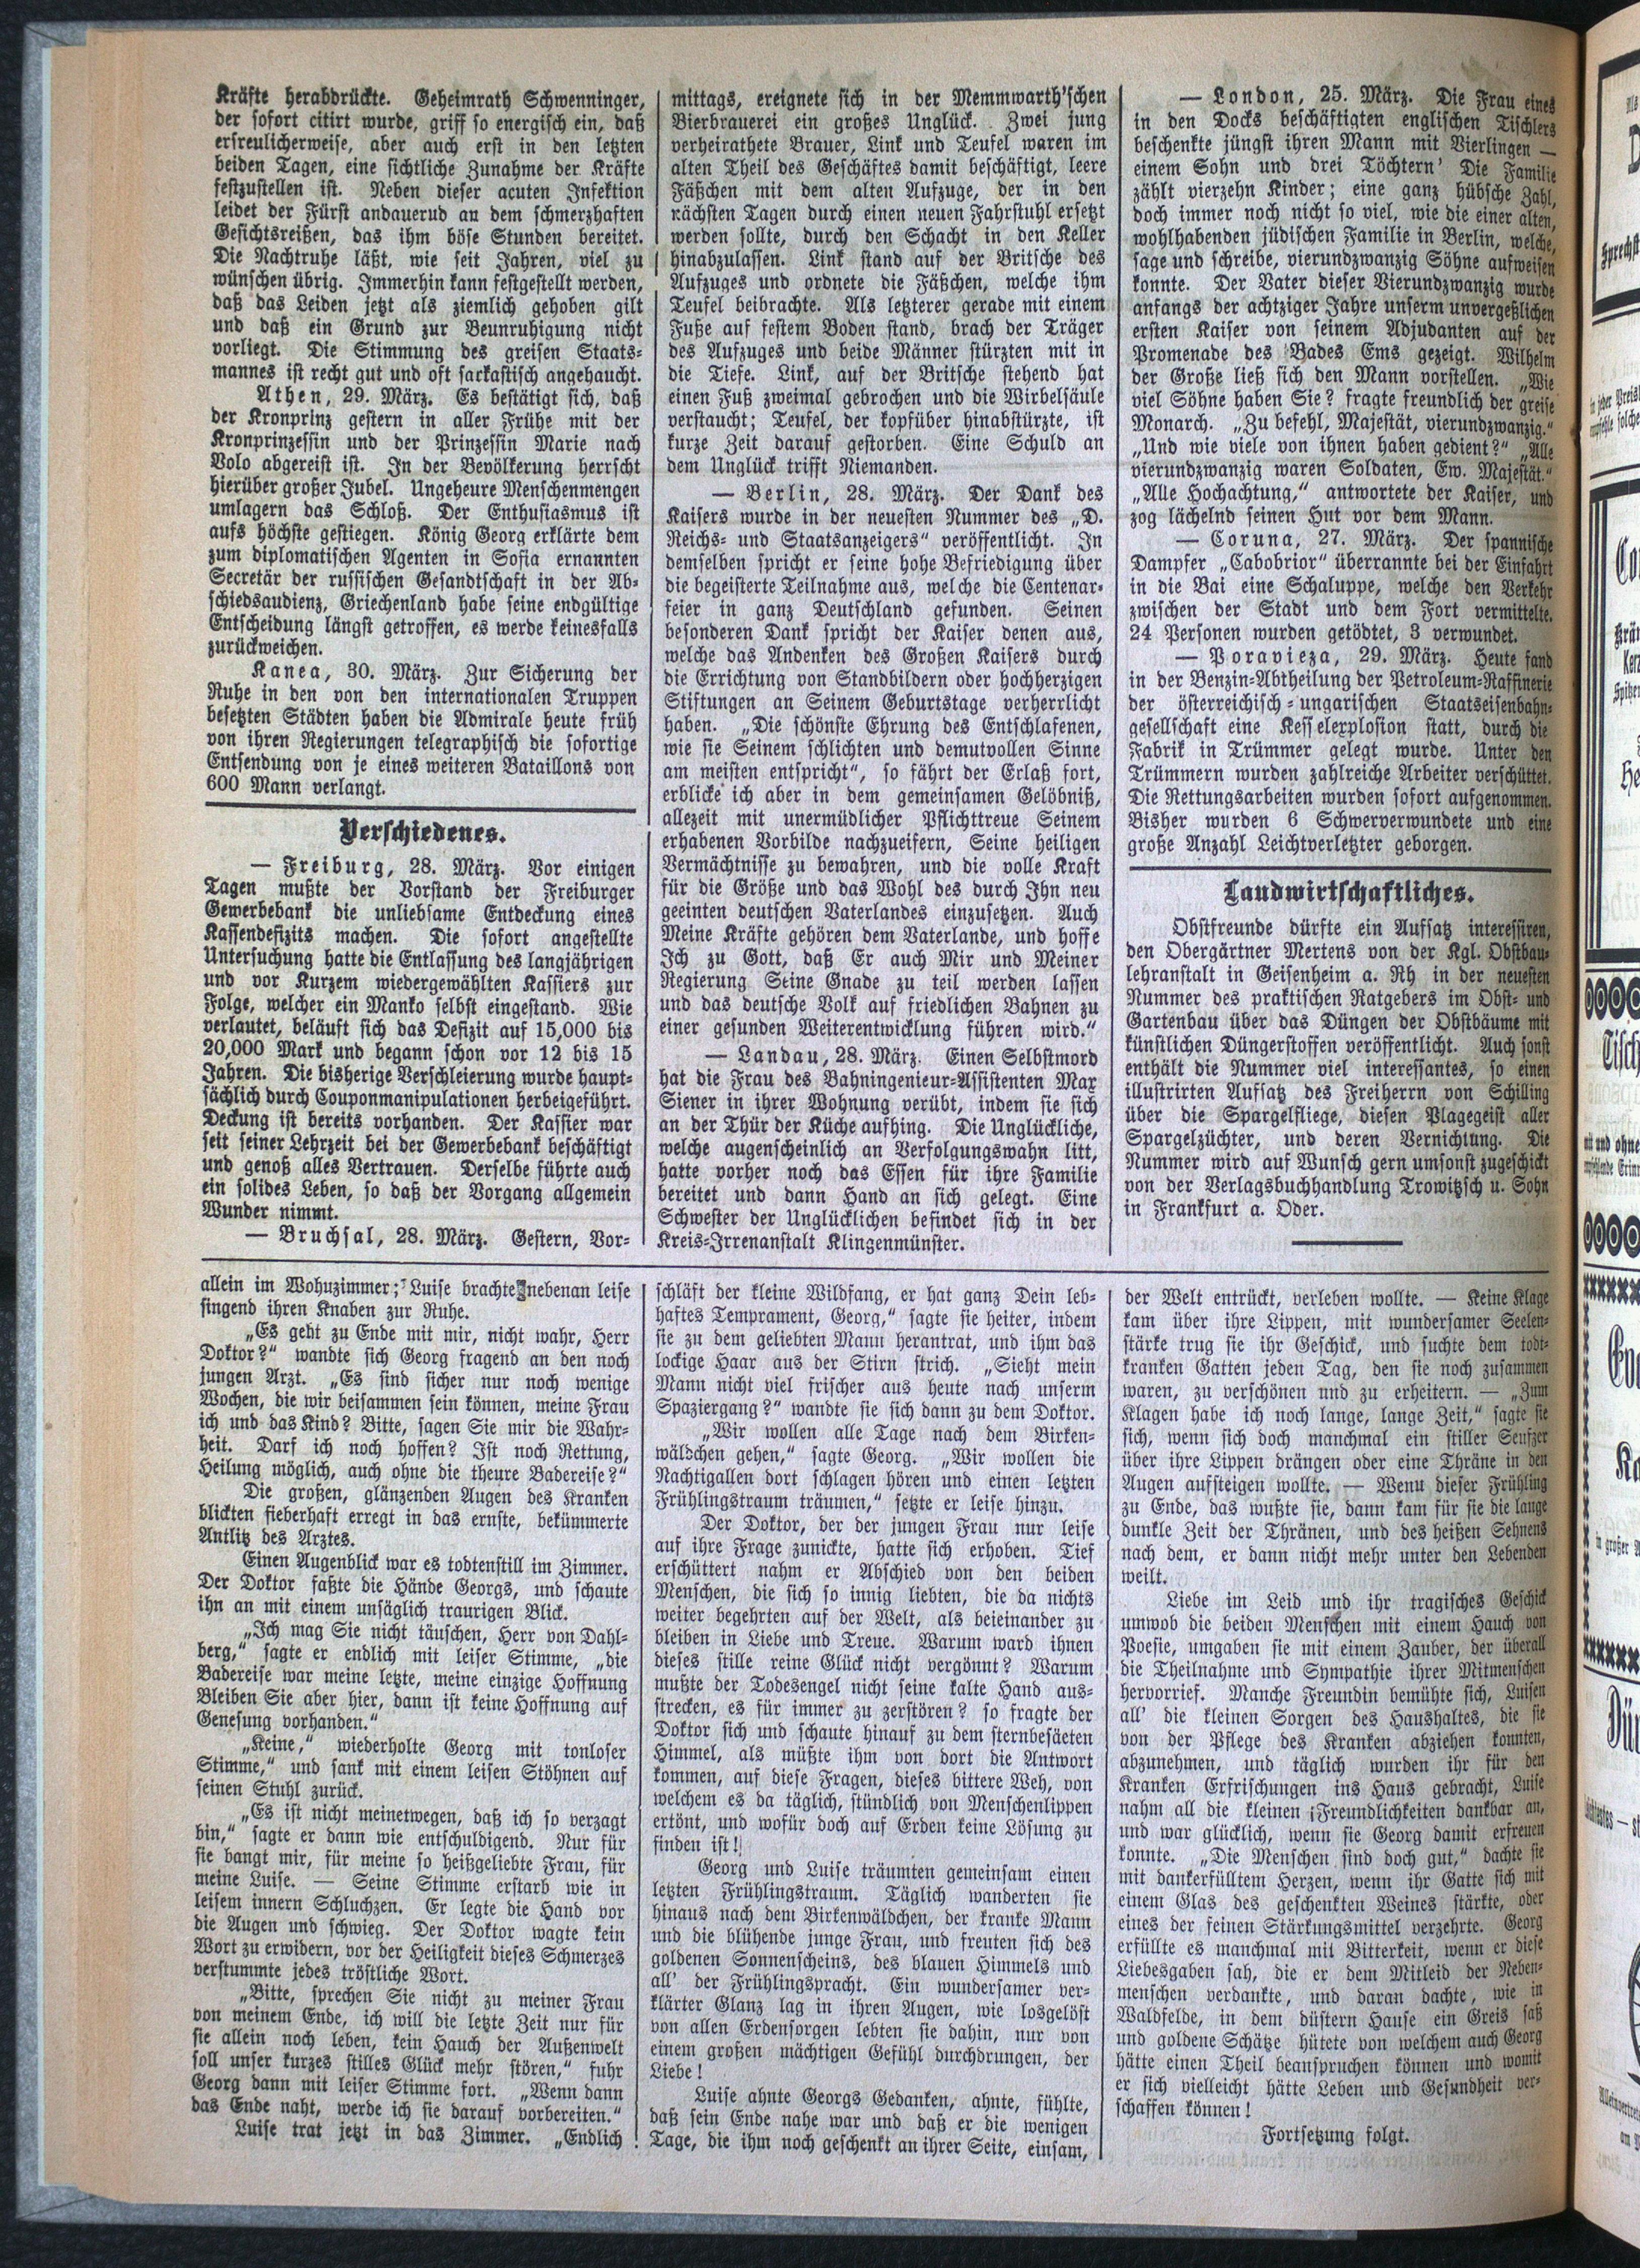 Kräfte herabdrückte. Geheimrath Schwenninger,
der sofort citirt wurde, griff so energisch ein, daß
ersreulicherweise, aber auch erst in den letzten
beiden Tagen, eine sichtliche Zunahme der Kräfte
festzustellen ist. Neben dieser acuten Infektion
leidet der Fürst andauerud an dem schmerzhaften
Gesichtsreißen, das ihm böse Stunden bereitet.
Die Nachtruhe läßt, wie seit Jahren, viel zu
wünschen übrig. Immerhin kann festgestellt werden,
daß das Leiden jetzt als ziemlich gehoben gilt
und daß ein Grund zur Beunruhigung nicht
vorliegt. Die Stimmung des greisen Staats-
mannes ist recht gut und oft sarkastisch angehaucht.
Athen, 29. März. Es bestätigt sich, daß
der Kronprinz gestern in aller Frühe mit der
Kronprinzessin und der Prinzessin Marie nach
Volo abgereist ist. In der Bevölkerung herrscht
hierüber großer Jubel. Ungeheure Menschenmengen
umlagern das Schloß. Der Enthusiasmus ist
aufs höchste gestiegen. König Georg erklärte dem
zum diplomatischen Agenten in Sofia ernannten
Secretär der russischen Gesandtschaft in der Ab-
schiedsaudienz, Griechenland habe seine endgültige
Entscheidung längst getroffen, es werde keinesfalls
zurückweichen.
Kanea, 30. März. Zur Sicherung der
Ruhe in den von den internationalen Truppen
besetzten Städten haben die Admirale heute früh
von ihren Regierungen telegraphisch die sofortige
Entsendung von je eines weiteren Bataillons von
600 Mann verlangt.
Verschiedenes.
— Freiburg, 28. März. Vor einigen
Tagen mußte der Vorstand der Freiburger
Gewerbebank die unliebsame Entdeckung eines
Kassendefizits machen. Die sofort angestellte
Untersuchung hatte die Entlassung des langjährigen
und vor Kurzem wiedergewählten Kassiers zur
Folge, welcher ein Manko selbst eingestand. Wie
verlautet, beläuft sich das Defizit auf 15,000 bis
20,000 Mark und begann schon vor 12 bis 15
Jahren. Die bisherige Verschleierung wurde haupt-
sächlich durch Couponmanipulationen herbeigeführt.
Deckung ist bereits vorhanden. Der Kassier war
seit seiner Lehrzeit bei der Gewerbebank beschäftigt
und genoß alles Vertrauen. Derselbe führte auch
ein solides Leben, so daß der Vorgang allgemein
Wunder nimmt.
— Bruchsal, 28. März. Gestern, Vor-
mittags, ereignete sich in der Memmwarth'schen
Bierbrauerei ein großes Unglück. Zwei jung
verheirathete Brauer, Link und Teufel waren im
alten Theil des Geschäftes damit beschäftigt, leere
Fäßchen mit dem alten Aufzuge, der in den
nächsten Tagen durch einen neuen Fahrstuhl ersetzt
werden sollte, durch den Schacht in den Keller
hinabzulassen. Link stand auf der Britsche des
Aufzuges und ordnete die Fäßchen, welche ihm
Teufel beibrachte. Als letzterer gerade mit einem
Fuße auf festem Boden stand, brach der Träger
des Aufzuges und beide Männer stürzten mit in
die Tiefe. Link, auf der Britsche stehend hat
einen Fuß zweimal gebrochen und die Wirbelsäule
verstaucht; Teufel, der kopfüber hinabstürzte, ist
kurze Zeit darauf gestorben. Eine Schuld an
dem Unglück trifft Niemanden.
— Berlin, 28. März. Der Dank des
Kaisers wurde in der neuesten Nummer des „D.
Reichs- und Staatsanzeigers“ veröffentlicht. In
demselben spricht er seine hohe Befriedigung über
die begeisterte Teilnahme aus, welche die Centenar-
feier in ganz Deutschland gefunden. Seinen
besonderen Dank spricht der Kaiser denen aus,
welche das Andenken des Großen Kaisers durch
die Errichtung von Standbildern oder hochherzigen
Stiftungen an Seinem Geburtstage verherrlicht
haben. „Die schönste Ehrung des Entschlafenen,
wie sie Seinem schlichten und demutvollen Sinne
am meisten entspricht“, so fährt der Erlaß fort,
erblicke ich aber in dem gemeinsamen Gelöbniß,
allezeit mit unermüdlicher Pflichttreue Seinem
erhabenen Vorbilde nachzueifern, Seine heiligen
Vermächtnisse zu bewahren, und die volle Kraft
für die Größe und das Wohl des durch Ihn neu
geeinten deutschen Vaterlandes einzusetzen. Auch
Meine Kräfte gehören dem Vaterlande, und hoffe
Ich zu Gott, daß Er auch Mir und Meiner
Regierung Seine Gnade zu teil werden lassen
und das deutsche Volk auf friedlichen Bahnen zu
einer gesunden Weiterentwicklung führen wird.“
— Landau, 28. März. Einen Selbstmord
hat die Frau des Bahningenieur-Assistenten Max
Siener in ihrer Wohnung verübt, indem sie sich
an der Thür der Küche aufhing. Die Unglückliche,
welche augenscheinlich an Verfolgungswahn litt,
hatte vorher noch das Essen für ihre Familie
bereitet und dann Hand an sich gelegt. Eine
Schwester der Unglücklichen befindet sich in der
Kreis-Irrenanstalt Klingenmünster.
— London, 25. März. Die Frau eines
in den Docks beschäftigten englischen Tischlers
beschenkte jüngst ihren Mann mit Vierlingen —
einem Sohn und drei Töchtern' Die Familie
zählt vierzehn Kinder; eine ganz hübsche Zahl,
doch immer noch nicht so viel, wie die einer alten,
wohlhabenden jüdischen Familie in Berlin, welche,
sage und schreibe, vierundzwanzig Söhne aufweisen
konnte. Der Vater dieser Vierundzwanzig wurde
anfangs der achtziger Jahre unserm unvergeßlichen
ersten Kaiser von seinem Adjudanten auf der
Promenade des Bades Ems gezeigt. Wilhelm
der Große ließ sich den Mann vorstellen. „Wie
viel Söhne haben Sie? fragte freundlich der greise
Monarch. „Zu befehl, Majestät, vierundzwanzig.“
„Und wie viele von ihnen haben gedient?“ „Alle
vierundzwanzig waren Soldaten, Ew. Majestät.“
„Alle Hochachtung,“ antwortete der Kaiser, und
zog lächelnd seinen Hut vor dem Mann.
— Coruna, 27. März. Der spannische
Dampfer „Cabobrior“ überrannte bei der Einfahrt
in die Bai eine Schaluppe, welche den Verkehr
zwischen der Stadt und dem Fort vermittelte.
24 Personen wurden getödtet, 3 verwundet.
— Poravieza, 29. März. Heute fand
in der Benzin-Abtheilung der Petroleum-Raffinerie
der österreichisch-ungarischen Staatseisenbahn-
gesellschaft eine Kess elexplosion statt, durch die
Fabrik in Trümmer gelegt wurde. Unter den
Trümmern wurden zahlreiche Arbeiter verschüttet.
Die Rettungsarbeiten wurden sofort aufgenommen.
Bisher wurden 6 Schwerverwundete und eine
große Anzahl Leichtverletzter geborgen.
Landwirtschaftliches.
Obstfreunde dürfte ein Aufsatz interessiren,
den Obergärtner Mertens von der Kgl. Obstbau-
lehranstalt in Geisenheim a. Rh in der neuesten
Nummer des praktischen Ratgebers im Obst- und
Gartenbau über das Düngen der Obstbäume mit
künstlichen Düngerstoffen veröffentlicht. Auch sonst
enthält die Nummer viel interessantes, so einen
illustrirten Aufsatz des Freiherrn von Schilling
über die Spargelfliege, diesen Plagegeist aller
Spargelzüchter, und deren Vernichtung. Die
Nummer wird auf Wunsch gern umsonst zugeschickt
von der Verlagsbuchhandlung Trowitzsch u. Sohn
in Frankfurt a. Oder.
allein im Wohuzimmer; Luise brachte nebenan leise
singend ihren Knaben zur Ruhe.
„Es geht zu Ende mit mir, nicht wahr, Herr
Doktor?“ wandte sich Georg fragend an den noch
jungen Arzt. „Es sind sicher nur noch wenige
Wochen, die wir beisammen sein können, meine Frau
ich und das Kind? Bitte, sagen Sie mir die Wahr-
heit. Darf ich noch hoffen? Ist noch Rettung,
Heilung möglich, auch ohne die theure Badereise?“
Die großen, glänzenden Augen des Kranken
blickten fieberhaft erregt in das ernste, bekümmerte
Antlitz des Arztes.
Einen Augenblick war es todtenstill im Zimmer.
Der Doktor faßte die Hände Georgs, und schaute
ihn an mit einem unsäglich traurigen Blick.
„Ich mag Sie nicht täuschen, Herr von Dahl-
berg,“ sagte er endlich mit leiser Stimme, „die
Badereise war meine letzte, meine einzige Hoffnung
Bleiben Sie aber hier, dann ist keine Hoffnung auf
Genesung vorhanden.“
„Keine,“ wiederholte Georg mit tonloser
Stimme,“ und sank mit einem leisen Stöhnen auf
seinen Stuhl zurück.
„Es ist nicht meinetwegen, daß ich so verzagt
bin,“ sagte er dann wie entschuldigend. Nur für
sie bangt mir, für meine so heißgeliebte Frau, für
meine Luise. — Seine Stimme erstarb wie in
leisem innern Schluchzen. Er legte die Hand vor
die Augen und schwieg. Der Doktor wagte kein
Wort zu erwidern, vor der Heiligkeit dieses Schmerzes
verstummte jedes tröstliche Wort.
„Bitte, sprechen Sie nicht zu meiner Frau
von meinem Ende, ich will die letzte Zeit nur für
sie allein noch leben, kein Hauch der Außenwelt
soll unser kurzes stilles Glück mehr stören,“ fuhr
Georg dann mit leiser Stimme fort. „Wenn dann
das Ende naht, werde ich sie darauf vorbereiten.“
Luise trat jetzt in das Zimmer. „Endlich
schläft der kleine Wildfang, er hat ganz Dein leb-
haftes Temprament, Georg,“ sagte sie heiter, indem
sie zu dem geliebten Mann herantrat, und ihm das
lockige Haar aus der Stirn strich. „Sieht mein
Mann nicht viel frischer aus heute nach unserm
Spaziergang?“ wandte sie sich dann zu dem Doktor.
„Wir wollen alle Tage nach dem Birken-
wäldchen gehen,“ sagte Georg. „Wir wollen die
Nachtigallen dort schlagen hören und einen letzten
Frühlingstraum träumen,“ setzte er leise hinzu.
Der Doktor, der der jungen Frau nur leise
auf ihre Frage zunickte, hatte sich erhoben. Tief
erschüttert nahm er Abschied von den beiden
Menschen, die sich so innig liebten, die da nichts
weiter begehrten auf der Welt, als beieinander zu
bleiben in Liebe und Treue. Warum ward ihnen
dieses stille reine Glück nicht vergönnt? Warum
mußte der Todesengel nicht seine kalte Hand aus-
strecken, es für immer zu zerstören? so fragte der
Doktor sich und schaute hinauf zu dem sternbesäeten
Himmel, als müßte ihm von dort die Antwort
kommen, auf diese Fragen, dieses bittere Weh, von
welchem es da täglich, stündlich von Menschenlippen
ertönt, und wofür doch auf Erden keine Lösung zu
finden ist!
Georg und Luise träumten gemeinsam einen
letzten Frühlingstraum. Täglich wanderten sie
hinaus nach dem Birkenwäldchen, der kranke Mann
und die blühende junge Frau, und freuten sich des
goldenen Sonnenscheins, des blauen Himmels und
all' der Frühlingspracht. Ein wundersamer ver-
klärter Glanz lag in ihren Augen, wie losgelöst
von allen Erdensorgen lebten sie dahin, nur von
einem großen mächtigen Gefühl durchdrungen, der
Liebe!
Luise ahnte Georgs Gedanken, ahnte, fühlte,
daß sein Ende nahe war und daß er die wenigen
Tage, die ihm noch geschenkt an ihrer Seite, einsam,
der Welt entrückt, verleben wollte. — Keine Klage
kam über ihre Lippen, mit wundersamer Seelen-
stärke trug sie ihr Geschick, und suchte dem todt-
kranken Gatten jeden Tag, den sie noch zusammen
waren, zu verschönen nnd zu erheitern. — „Zum
Klagen habe ich noch lange, lange Zeit,“ sagte sie
sich, wenn sich doch manchmal ein stiller Seufzer
über ihre Lippen drängen oder eine Thräne in den
Augen aufsteigen wollte. — Wenu dieser Frühling
zu Ende, das wußte sie, dann kam für sie die lange
dunkle Zeit der Thränen, und des heißen Sehnens
nach dem, er dann nicht mehr unter den Lebenden
weilt.
Liebe im Leid und ihr tragisches Geschick
umwob die beiden Menschen mit einem Hauch von
Poesie, umgaben sie mit einem Zauber, der überall
die Theilnahme und Sympathie ihrer Mitmenschen
hervorrief. Manche Freundin bemühte sich, Luisen
all' die kleinen Sorgen des Haushaltes, die sie
von der Pflege des Kranken abziehen konnten,
abzunehmen, und täglich wurden ihr für den
Kranken Erfrischungen ins Haus gebracht, Luise
nahm all die kleinen Freundlichkeiten dankbar an,
und war glücklich, wenn sie Georg damit erfreuen
konnte. „Die Menschen sind doch gut,“ dachte sie
mit dankerfülltem Herzen, wenn ihr Gatte sich mit
einem Glas des geschenkten Weines stärkte, oder
eines der feinen Stärkungsmittel verzehrte. Georg
erfüllte es manchmal mit Bitterkeit, wenn er diese
Liebesgaben sah, die er dem Mitleid der Neben-
menschen verdankte, und daran dachte, wie in
Waldfelde, in dem düstern Hause ein Greis saß
und goldene Schätze hütete von welchem auch Georg
hätte einen Theil beanspruchen können und womit
er sich vielleicht hätte Leben und Gesundheit ver-
schaffen können!
Fortsetzung folgt.